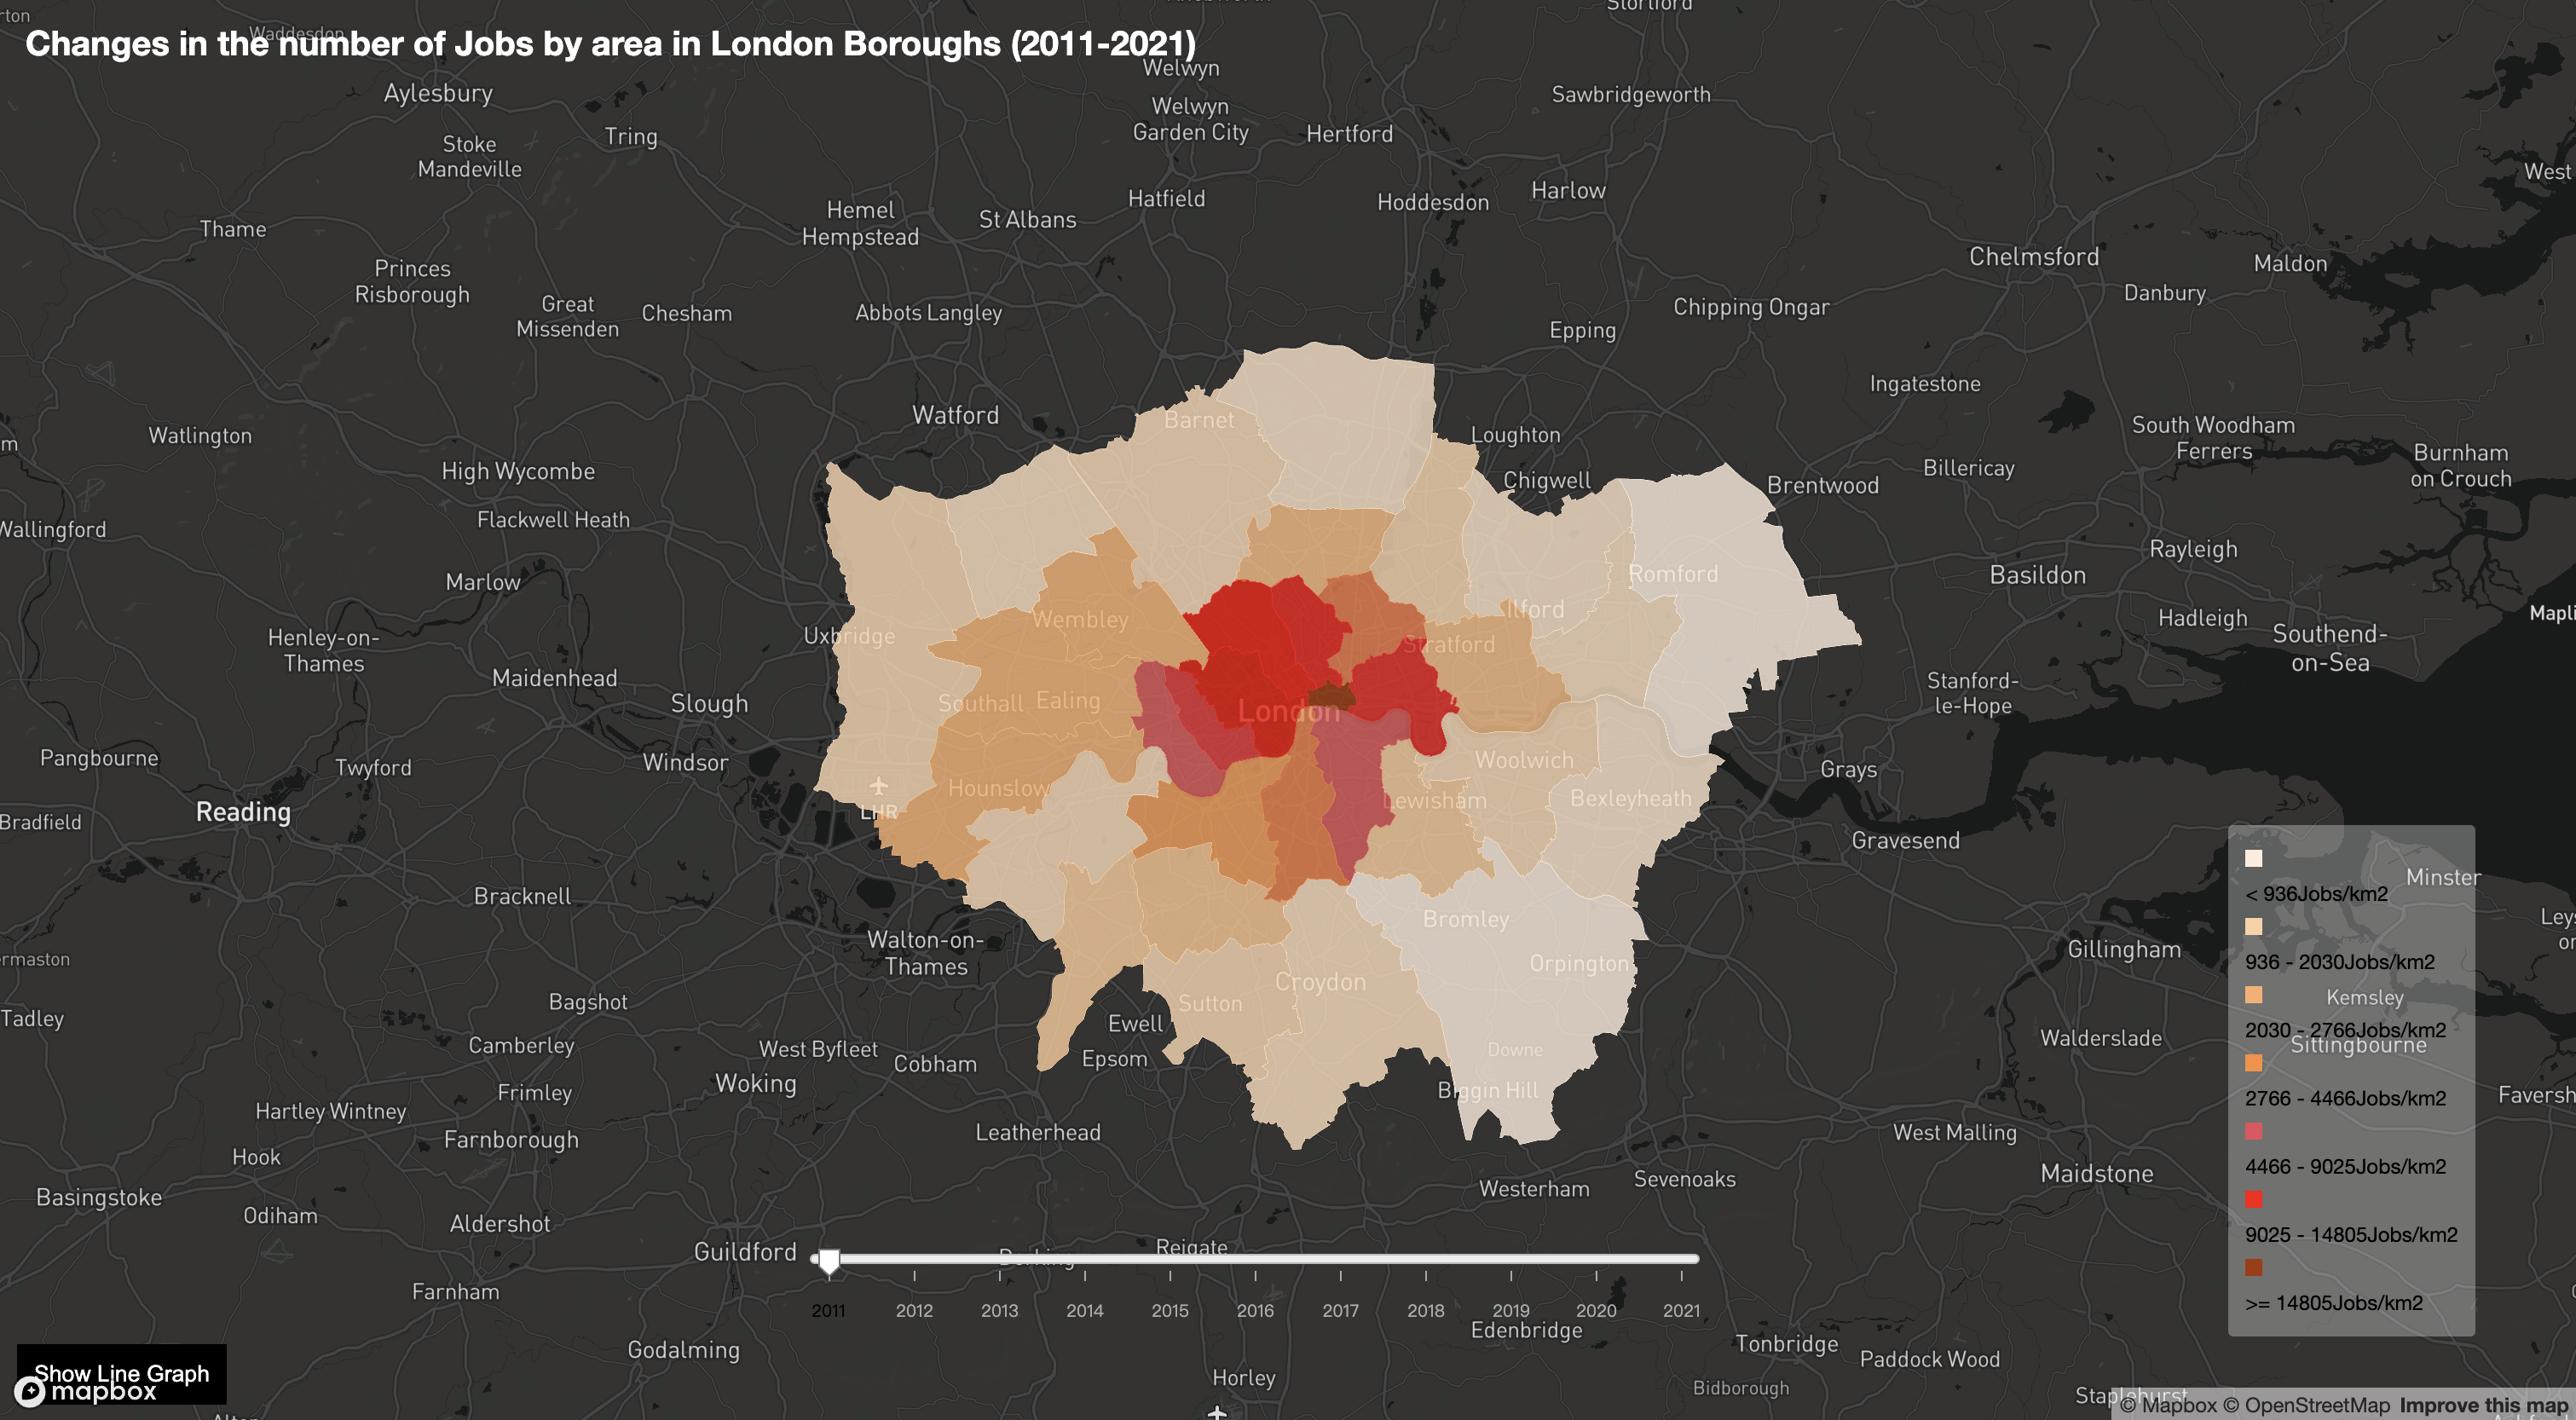 Changes in the number of Jobs by area in London Boroughs (2011-2021)
Stortford
Waddesdon
Welwyn
Aylesbury
Sawbridgeworth
Welwyn
Garden City
Hertford
Tring
Stoke
Mandeville
West
Harlow
Hatfield
Hoddesdon
Hemel
Hempstead
St Albans
Thame
Chelmsford
Maldon
Princes
Risborough
Danbury
Great
Missenden
Chesham
Abbots Langley
Chipping Ongar
Epping
Ingatestone
Watford
Barnet
Loughton
South Woodham
Ferrers
Watlington
High Wycombe
Chigwell
Brentwood
Billericay
Burnham
on Crouch
Flackwell Heath
Wallingford
Rayleigh
Marlow
Romford
Basildon
Ilford
Hadleigh
Mapli
Wembley
Uxbridge
Henley-on-
Thames
Stratford
Southend-
on-Sea
Maidenhead
Slough
Southall
Ealing
London
Stanford-
le-Hope
Pangbourne
Twyford
Windsor
Woolwich
Grays
Hounslow
Reading
LHR
Lewisham
Bexleyheath
Bradfield
Gravesend
Bracknell
Minster
Bromley
Walton-on-
Thames
Gillingham
ermaston
Orpington
Bagshot
Croydon
Sutton
Tadley
Ewell
Kemsley
Camberley
West Byfleet
Cobham
Epsom
Downe
Walderslade
Sittingbourne
Woking
Frimley
Biggin Hill
Hartley Wintney
Faversh
Farnborough
Leatherhead
West Malling
Hook
Maidstone
Basingstoke
Westerham
Sevenoaks
Odiham
Aldershot
Guildford
Dorking
Reigate
Farnham
< 936Jobs/km2
936 - 2030Jobs/km2
2030 - 2766Jobs/km2
2766 - 4466Jobs/km2
4466 - 9025Jobs/km2
9025 - 14805Jobs/km2
>= 14805Jobs/km2
2011 2012 2013 2014 2015 2016 2017 2018 2019 2020 2021
Edenbridge
Tonbridge
Godalming
Paddock Wood
Horley
Bidborough
Staplehurst
Show Line Graph
mapbox
© Mapbox © OpenStreetMap Improve this map